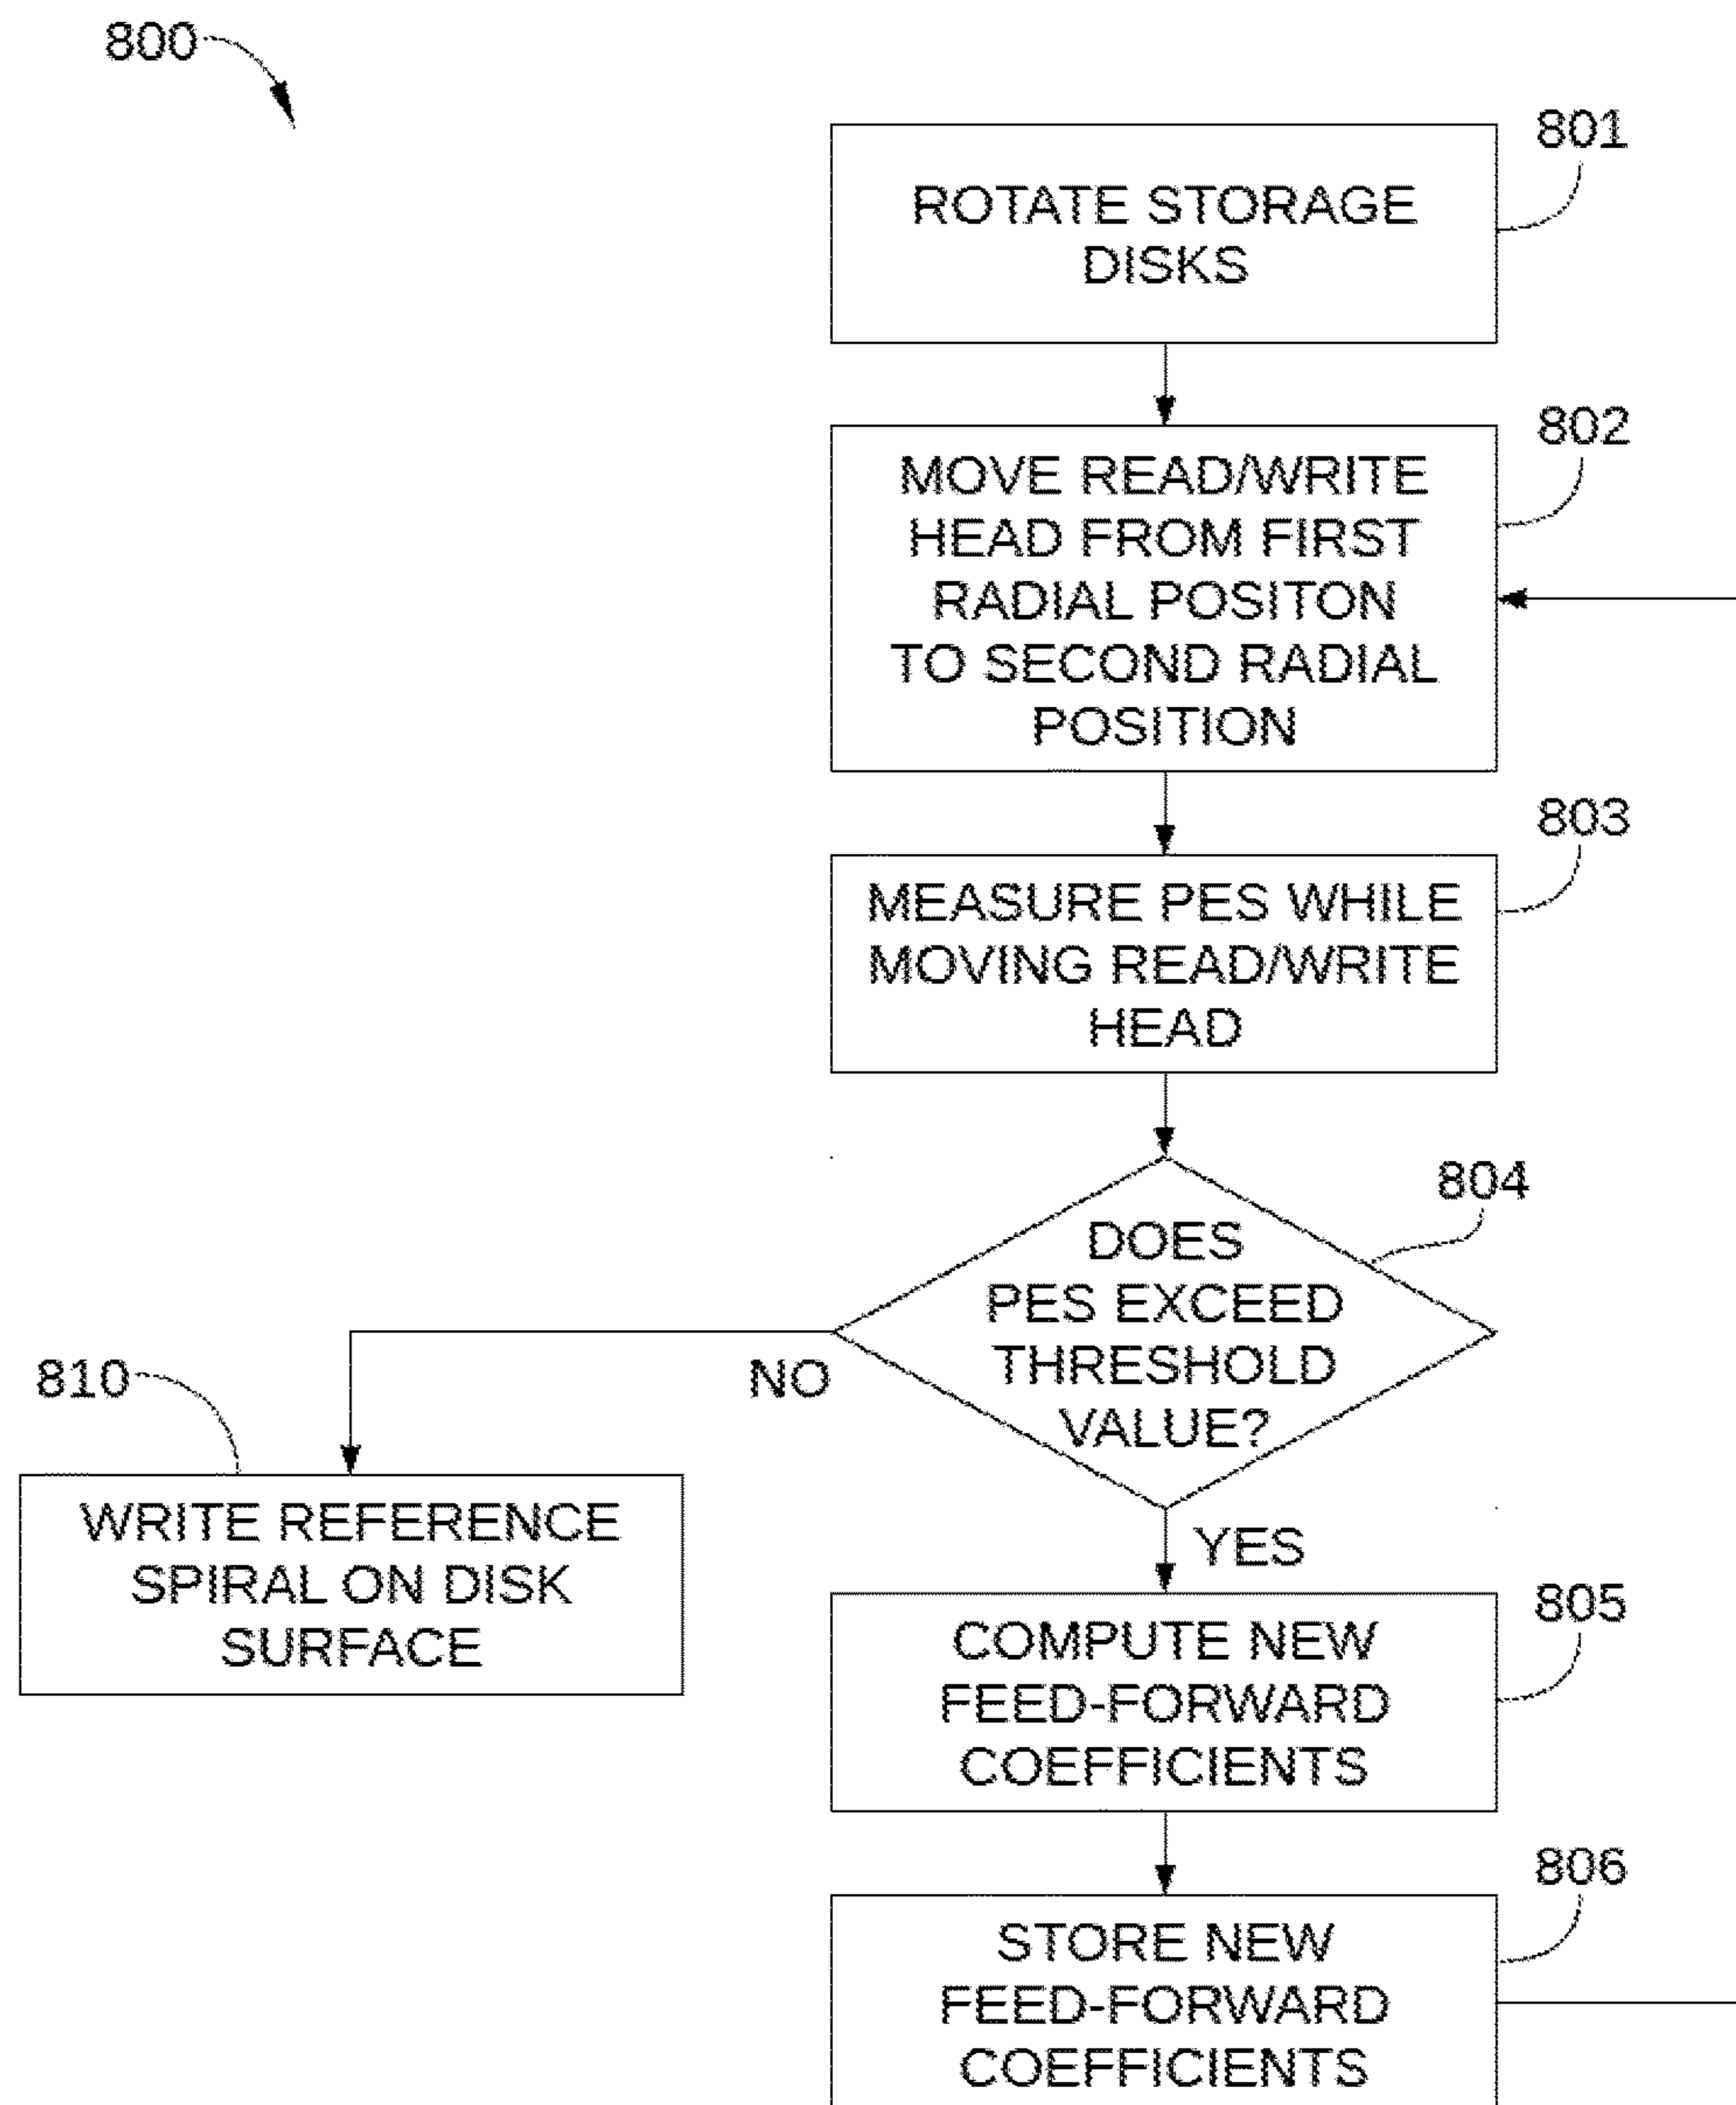 800
801
ROTATE STORAGE
DISKS
802
MOVE READ/WRITE
HEAD FROM FIRST
RADIAL POSITON
TO SECOND RADIAL
POSITION
803
MEASURE PES WHILE
MOVING READ/WRITE
HEAD
804
DOES
PES EXCEED
THRESHOLD
VALUE?
NO
810
WRITE REFERENCE
SPIRAL ON DISK
SURFACE
YES
805
COMPUTE NEW
FEED-FORWARD
COEFFICIENTS
806
STORE NEW
FEED-FORWARD
COEFFICIENTS